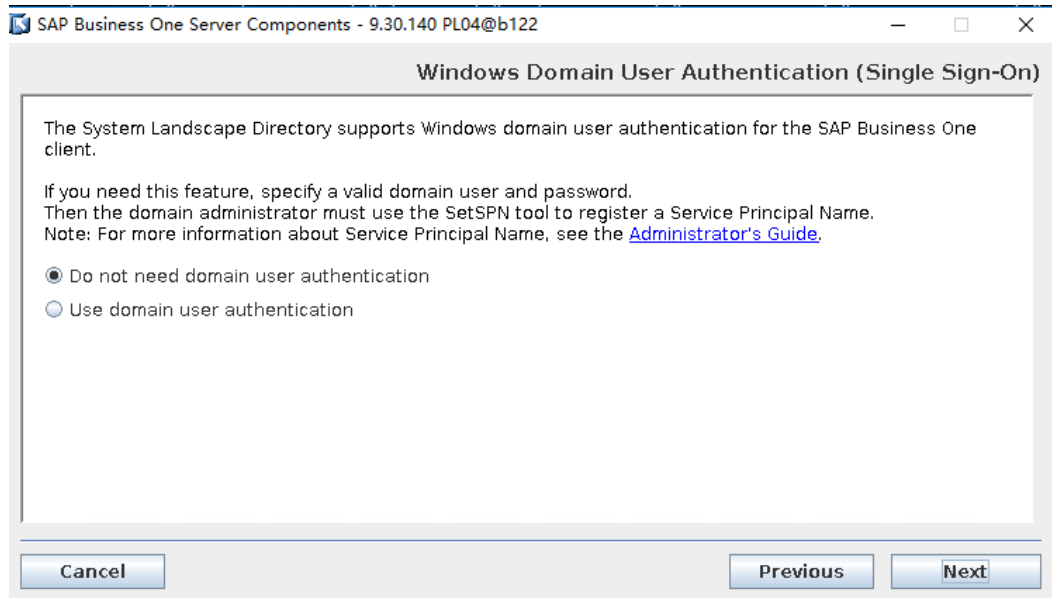 SAP Business One Server Components - 9.30.140 PL04@b122
Windows Domain User Authentication (Single Sign-On)
The System Landscape Directory supports Windows domain user authentication for the SAP Business One
client.
If you need this feature, specify a valid domain user and password.
Then the domain administrator must use the SetSPN tool to register a Service Principal Name.
Note: For more information about Service Principal Name, see the Administrator's Guide.
Do not need domain user authentication
Use domain user authentication
Cancel
Previous
Next